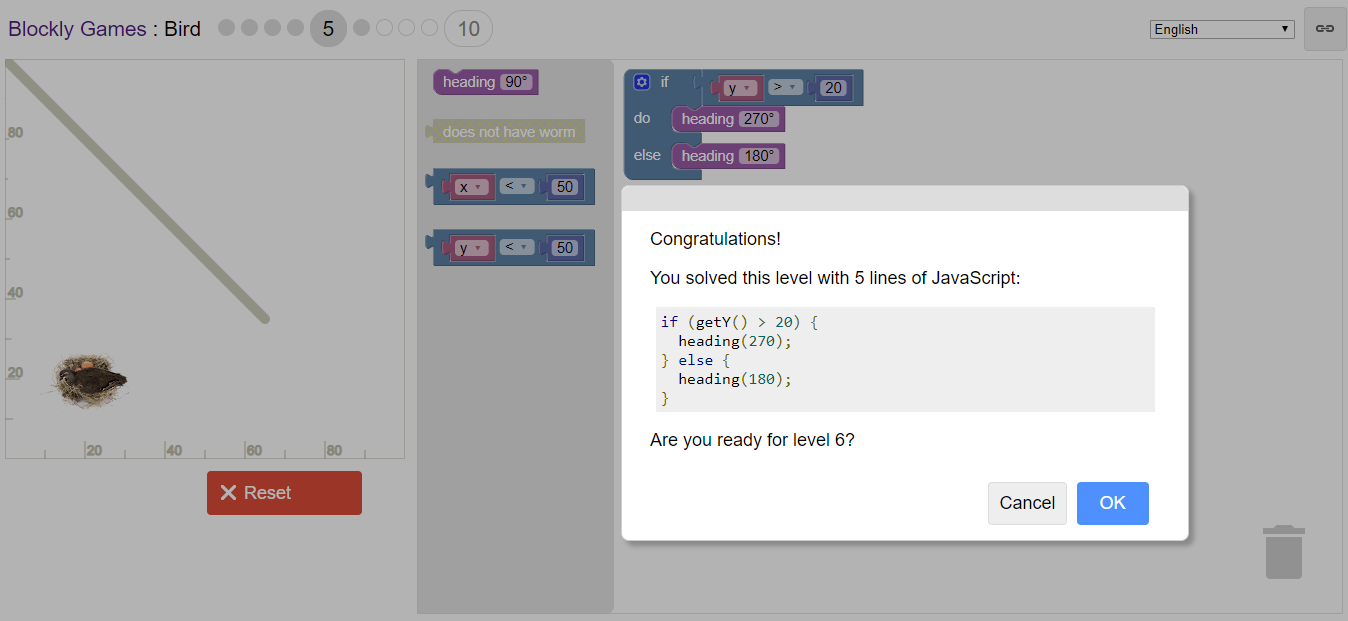 Blockly Games : Bird
5
10
English
80
60
40
20
20
40
60
80
Reset
heading 90°
does not have worm
x < 50
y < 50
if y > 20
do heading 270°
else heading 180°
Congratulations!
You solved this level with 5 lines of JavaScript:
if (getY() > 20) {
  heading(270);
} else {
  heading(180);
}
Are you ready for level 6?
Cancel
OK